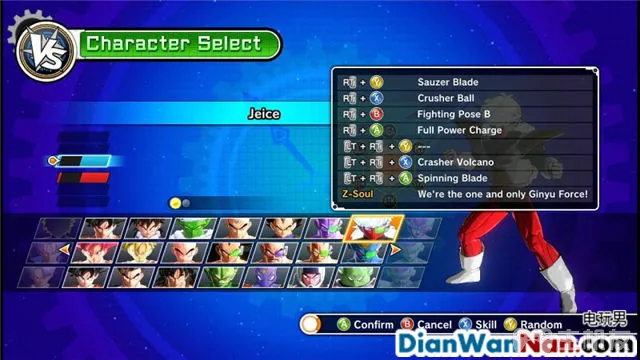 VS
Character Select
Jeice
RT + Y Sauzer Blade
RT + X Crusher Ball
RT + B Fighting Pose B
RT + A Full Power Charge
LT + RT + Y ---
LT + RT + X Crasher Volcano
LT + RT + A Spinning Blade
Z-Soul We're the one and only Ginyu Force!
A Confirm B Cancel X Skill Y Random
电玩男
DianWanNan.com